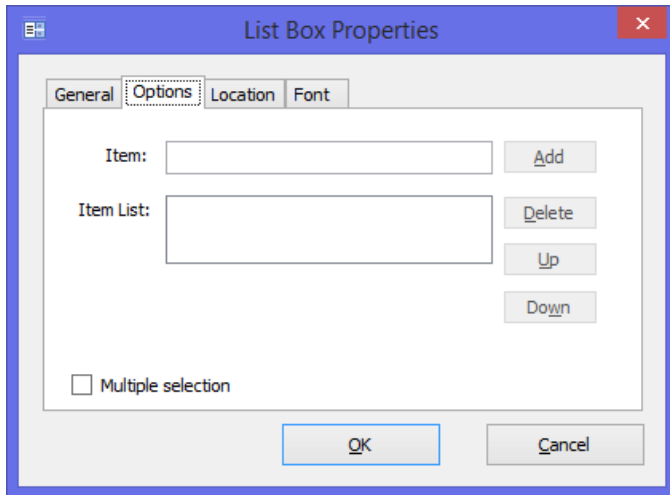 List Box Properties
General Options Location Font
Item: Add
Item List: Delete
Up
Down
Multiple selection
OK Cancel